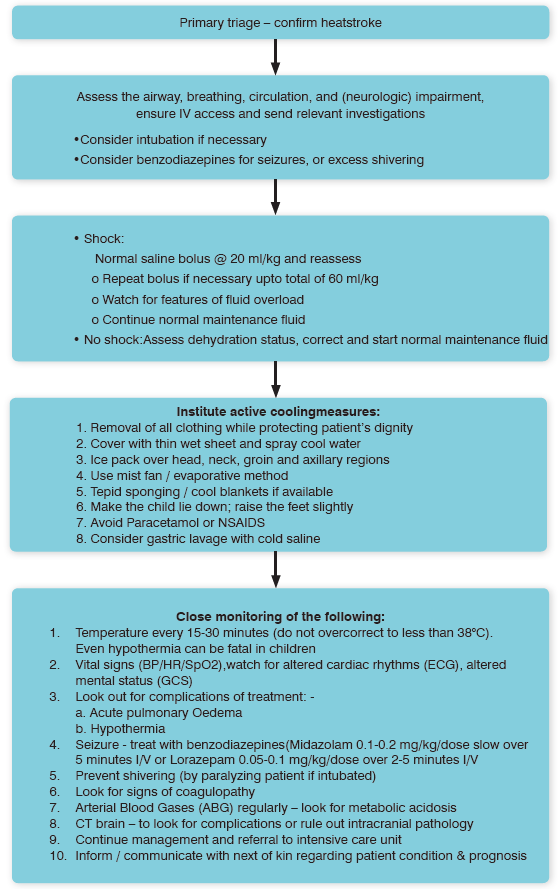 Primary triage – confirm heatstroke
Assess the airway, breathing, circulation, and (neurologic) impairment,
ensure IV access and send relevant investigations
•Consider intubation if necessary
•Consider benzodiazepines for seizures, or excess shivering
• Shock:
Normal saline bolus @ 20 ml/kg and reassess
o Repeat bolus if necessary upto total of 60 ml/kg
o Watch for features of fluid overload
o Continue normal maintenance fluid
• No shock:Assess dehydration status, correct and start normal maintenance fluid
Institute active coolingmeasures:
1. Removal of all clothing while protecting patient's dignity
2. Cover with thin wet sheet and spray cool water
3. Ice pack over head, neck, groin and axillary regions
4. Use mist fan / evaporative method
5. Tepid sponging / cool blankets if available
6. Make the child lie down; raise the feet slightly
7. Avoid Paracetamol or NSAIDS
8. Consider gastric lavage with cold saline
Close monitoring of the following:
1. Temperature every 15-30 minutes (do not overcorrect to less than 38ºC).
Even hypothermia can be fatal in children
2. Vital signs (BP/HR/SpO2),watch for altered cardiac rhythms (ECG), altered
mental status (GCS)
3. Look out for complications of treatment: -
a. Acute pulmonary Oedema
b. Hypothermia
4. Seizure - treat with benzodiazepines(Midazolam 0.1-0.2 mg/kg/dose slow over
5 minutes I/V or Lorazepam 0.05-0.1 mg/kg/dose over 2-5 minutes I/V
5. Prevent shivering (by paralyzing patient if intubated)
6. Look for signs of coagulopathy
7. Arterial Blood Gases (ABG) regularly – look for metabolic acidosis
8. CT brain – to look for complications or rule out intracranial pathology
9. Continue management and referral to intensive care unit
10. Inform / communicate with next of kin regarding patient condition & prognosis